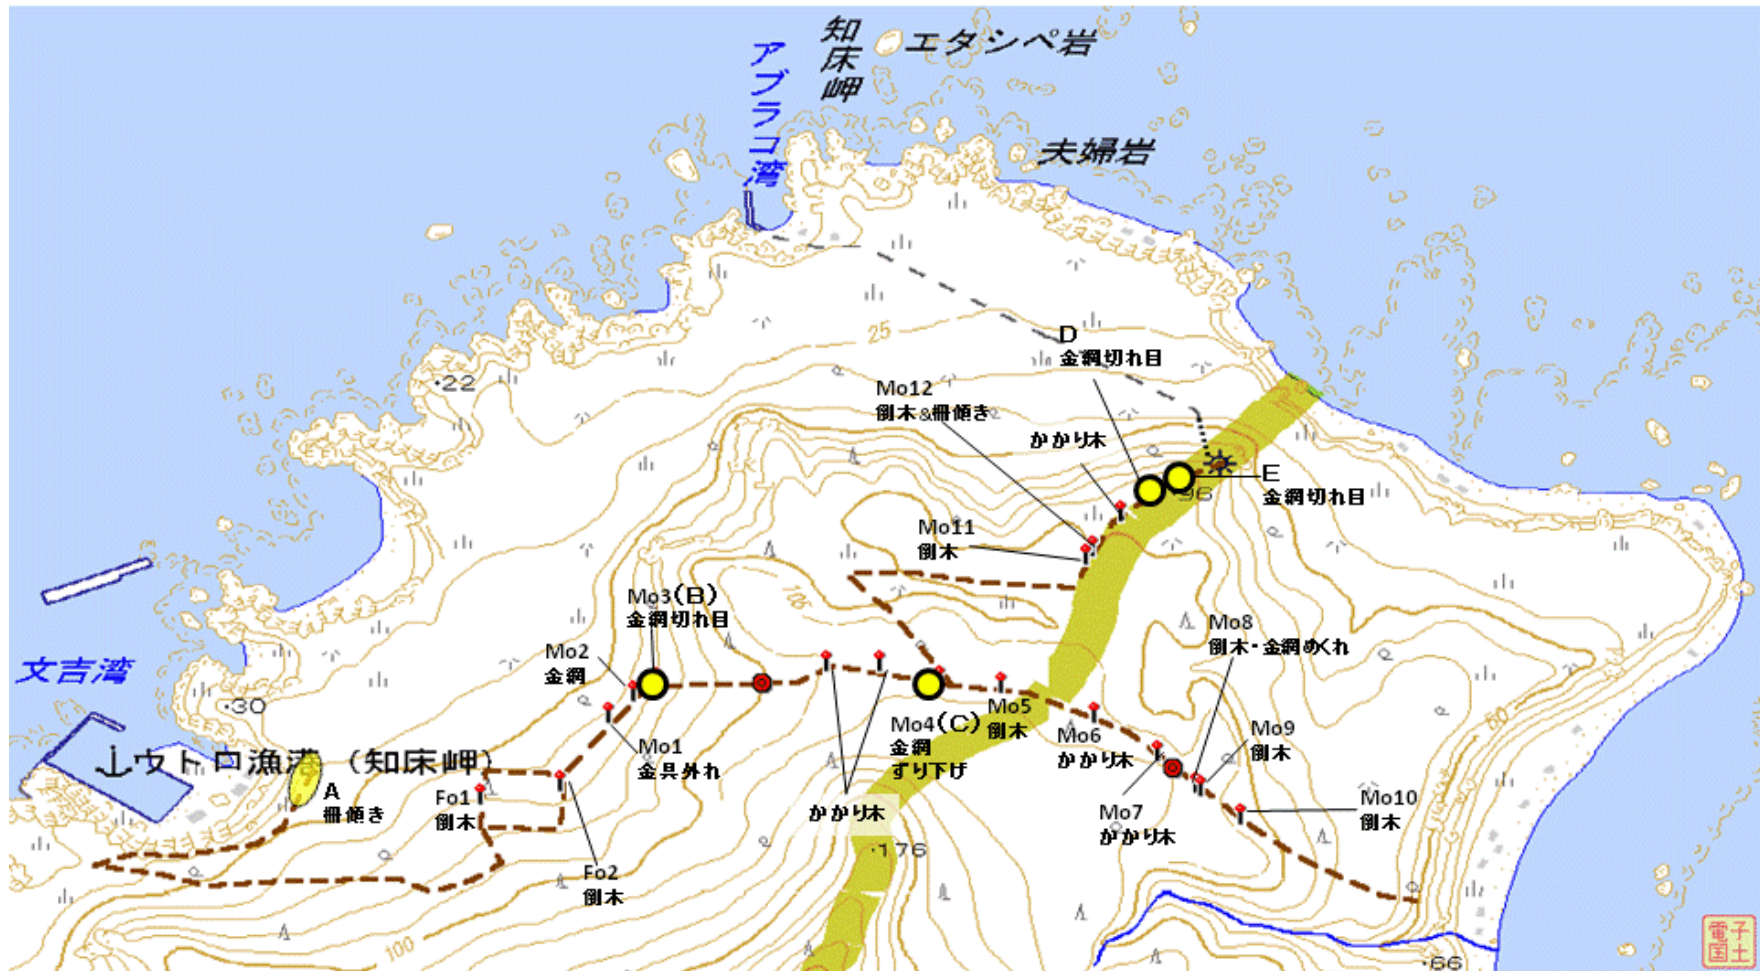 知床岬
エタシペ岩
アブラコ湾
夫婦岩
25
・22
D
金網切れ目
Mo12
倒木&柵傾き
かかり木
E
金網切れ目
96
Mo11
倒木
105
Mo3(B)
金網切れ目
Mo2
金網
Mo8
倒木・金網めくれ
文吉湾
・30
Mo1
金具外れ
Mo4(C)
金網
ずり下げ
Mo5
倒木
Mo6
かかり木
Mo9
倒木
50
ウトロ漁港(知床岬)
A
柵傾き
Fo1
倒木
かかり木
Mo7
かかり木
Mo10
倒木
・176
Fo2
倒木
100
・66
電子
国土